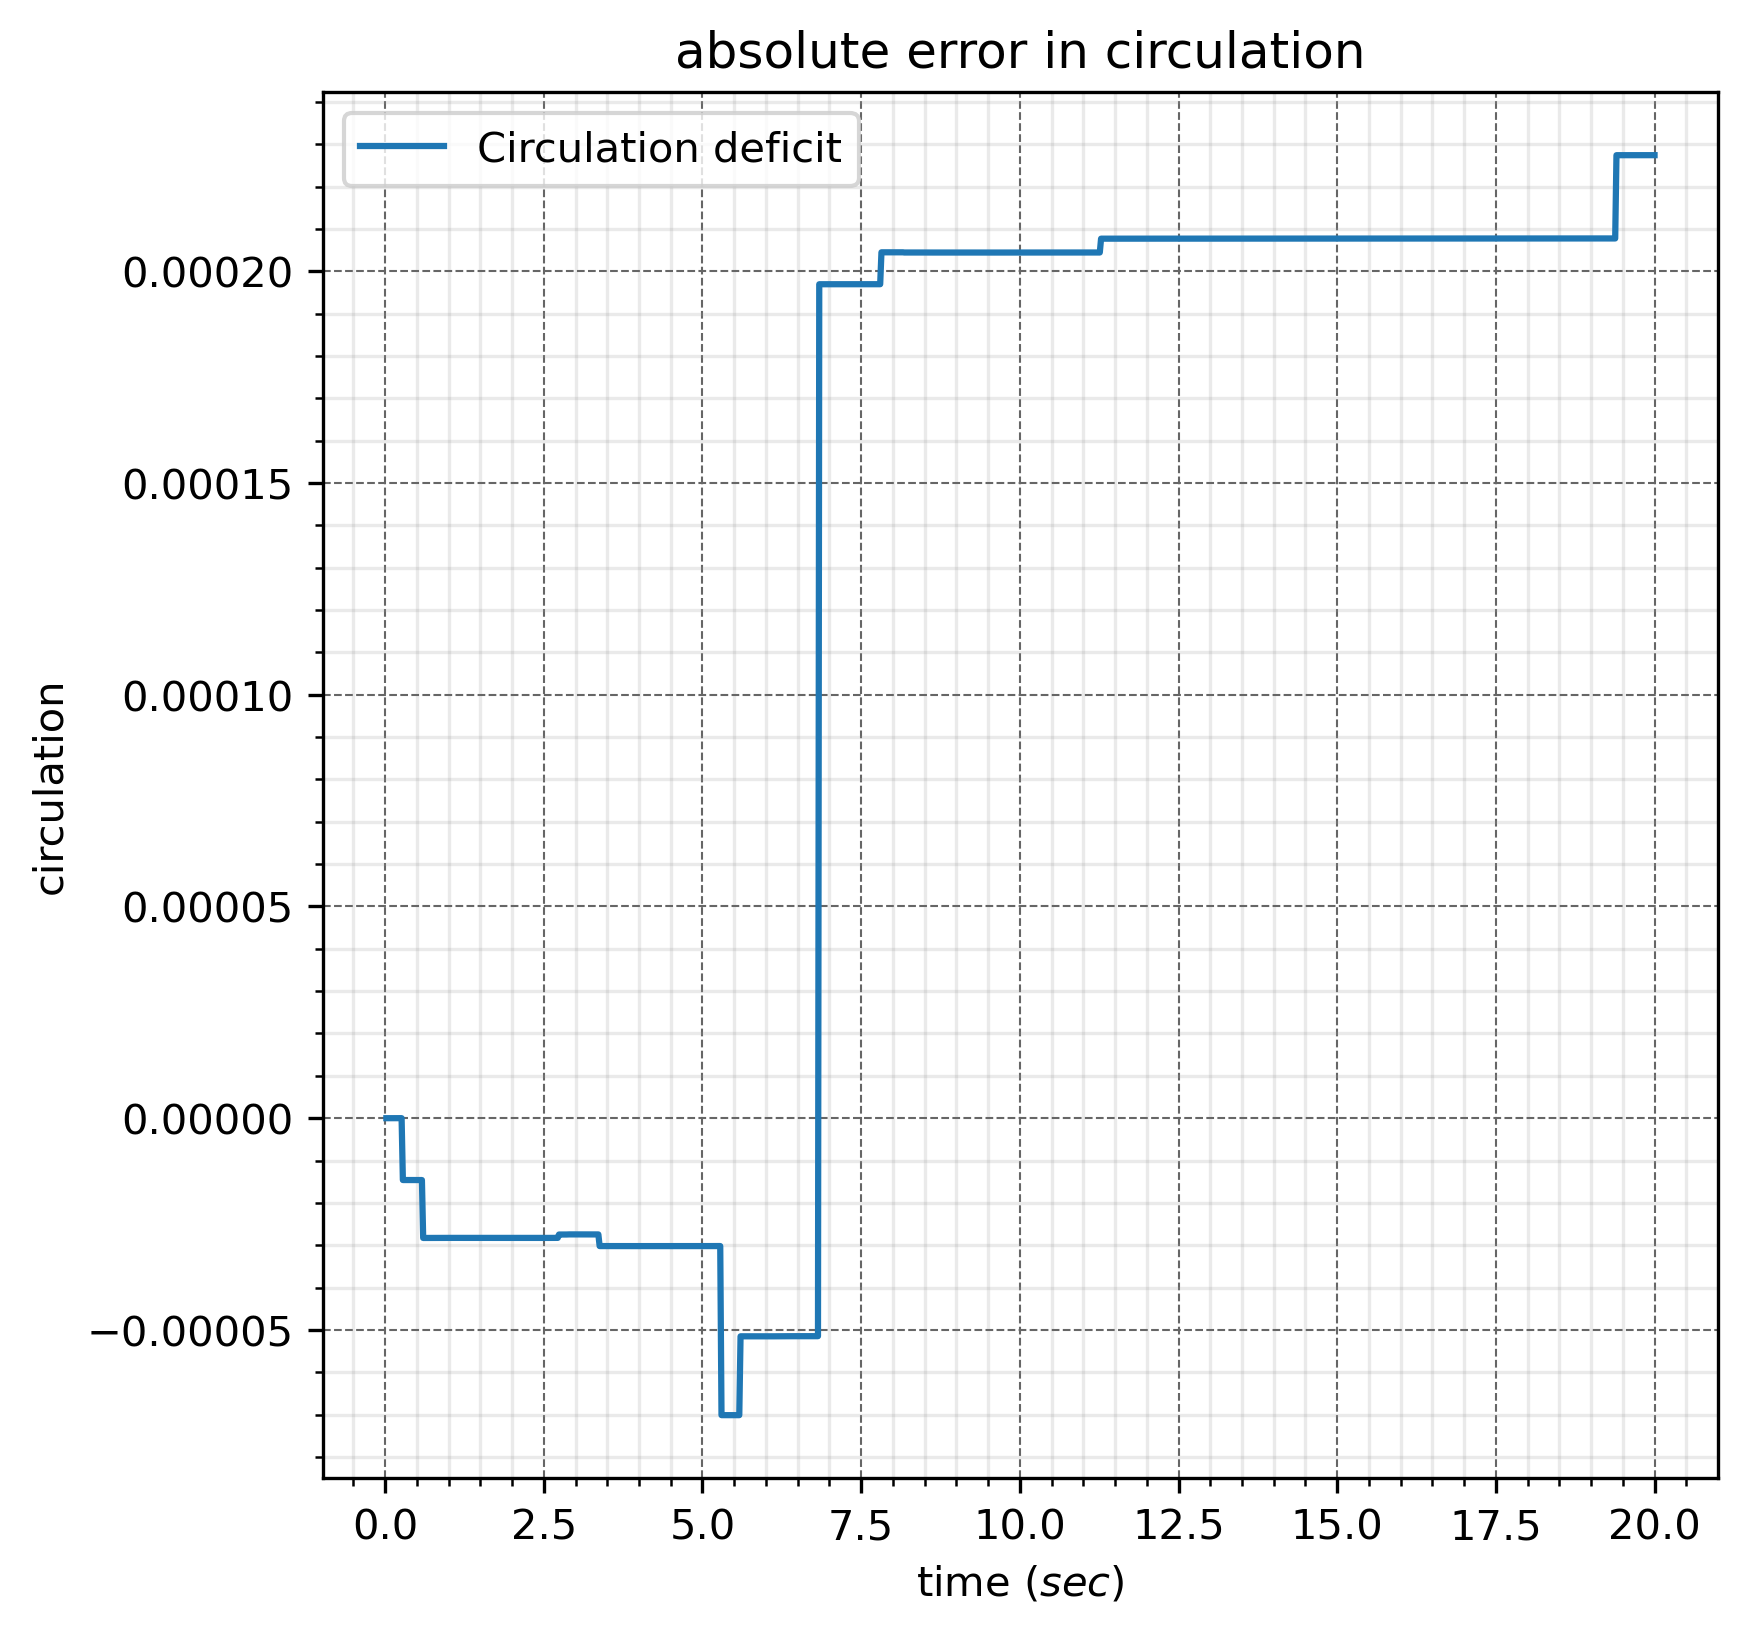 absolute error in circulation
Circulation deficit
0.00020
0.00015
0.00010
0.00005
0.00000
−0.00005
circulation
0.0 2.5 5.0 7.5 10.0 12.5 15.0 17.5 20.0
time (sec)